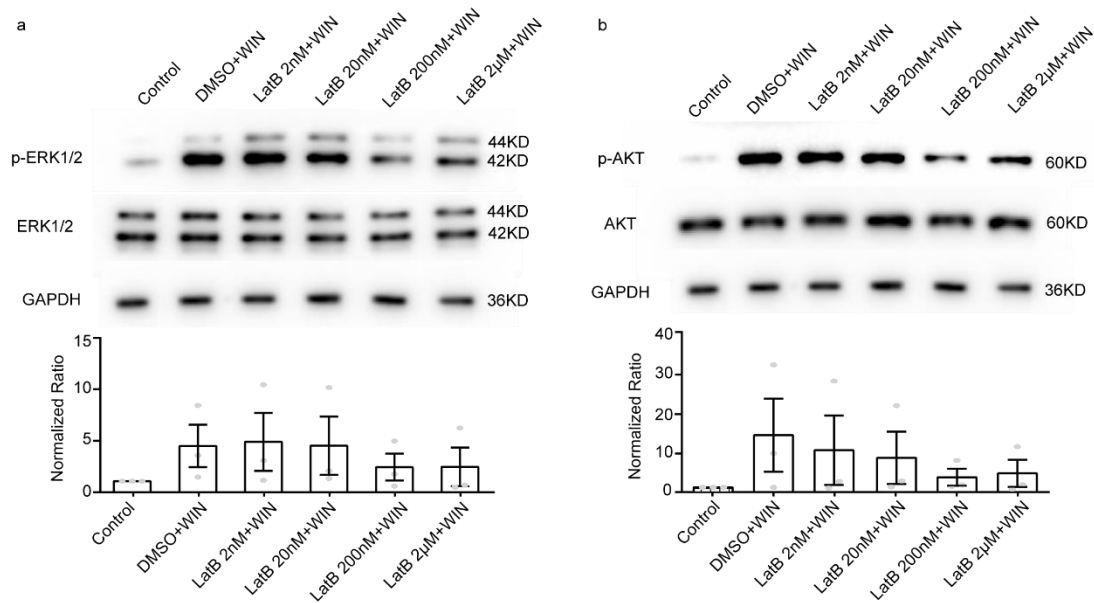 a
Control
DMSO+WIN
LatB 2nM+WIN
LatB 20nM+WIN
LatB 200nM+WIN
LatB 2μM+WIN
p-ERK1/2
44KD
42KD
ERK1/2
44KD
42KD
GAPDH
36KD
Normalized Ratio
15
10
5
0
Control
DMSO+WIN
LatB 2nM+WIN
LatB 20nM+WIN
LatB 200nM+WIN
LatB 2μM+WIN
b
Control
DMSO+WIN
LatB 2nM+WIN
LatB 20nM+WIN
LatB 200nM+WIN
LatB 2μM+WIN
p-AKT
60KD
AKT
60KD
GAPDH
36KD
Normalized Ratio
40
30
20
10
0
Control
DMSO+WIN
LatB 2nM+WIN
LatB 20nM+WIN
LatB 200nM+WIN
LatB 2μM+WIN